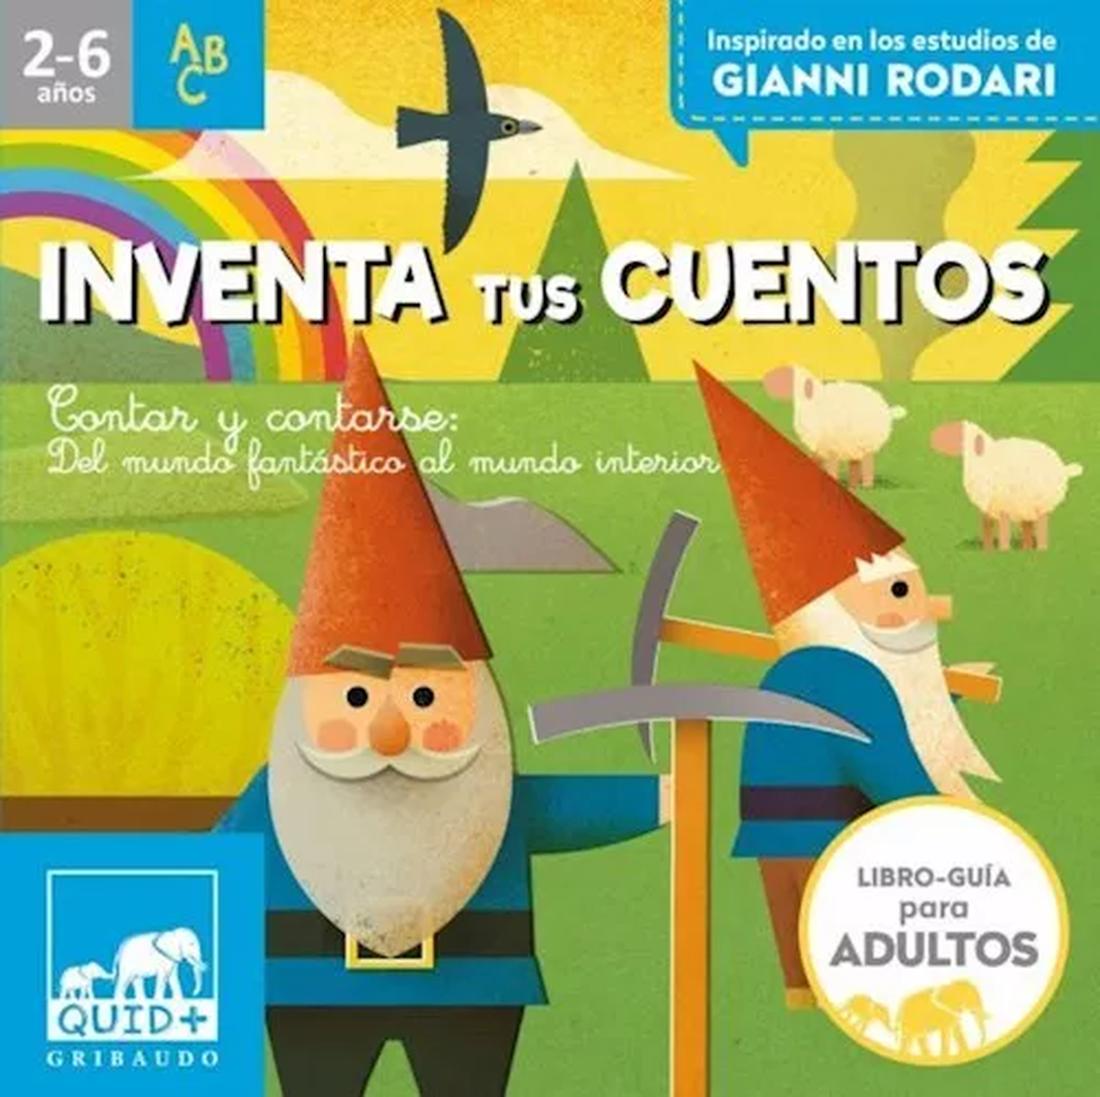 2-6
años
ABC
Inspirado en los estudios de
GIANNI RODARI
INVENTA TUS CUENTOS
Contar y contarse:
Del mundo fantástico al mundo interior
LIBRO-GUÍA
para
ADULTOS
QUID+
GRIBAUDO